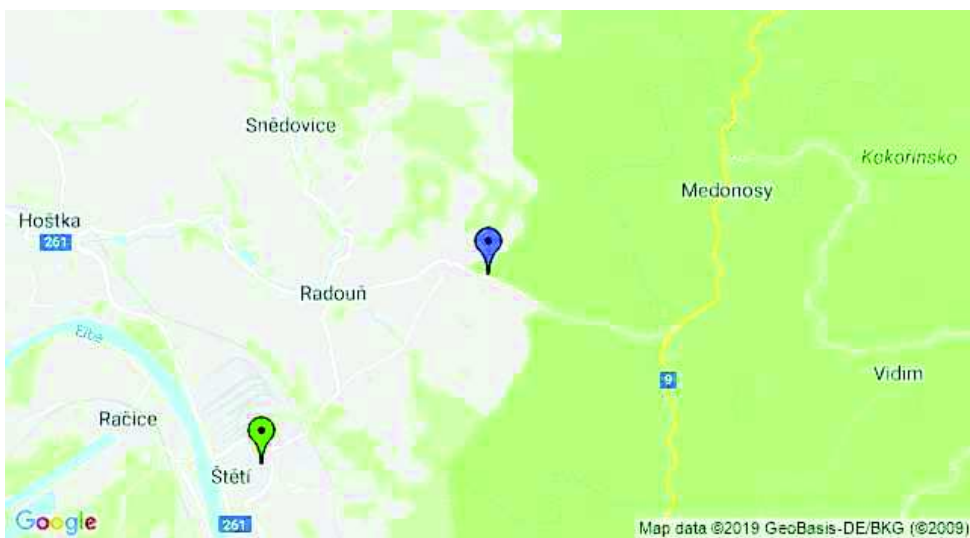 Snědovice
Kokořínsko
Medonosy
Hoštka
261
Radouň
Elbe
9
Vidim
Račice
Štětí
261
Google
Map data ©2019 GeoBasis-DE/BKG (©2009)